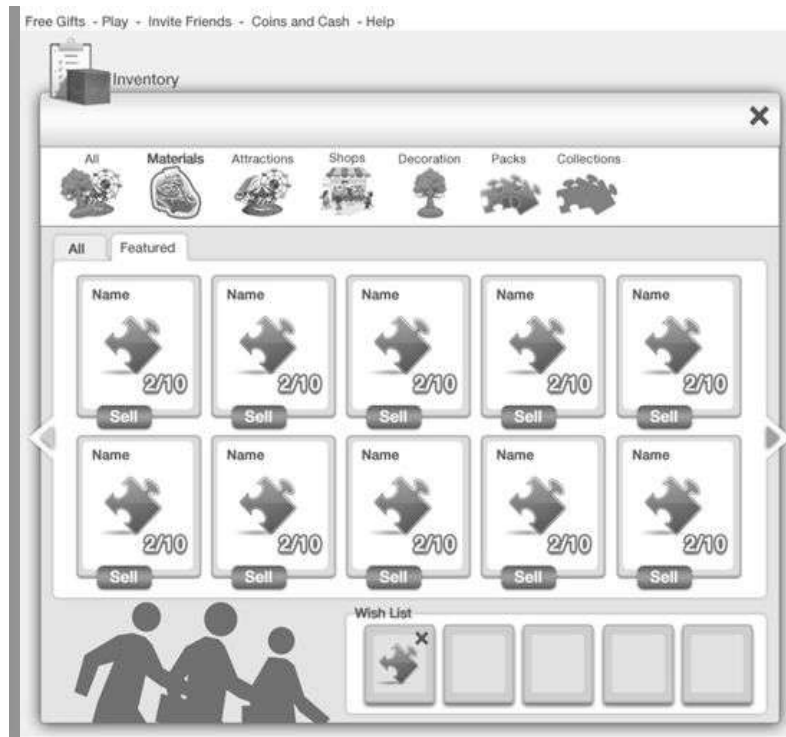 Free Gifts - Play - Invite Friends - Coins and Cash - Help
Inventory
All Materials Attractions Shops Decoration Packs Collections
All Featured
Name Name Name Name Name
2/10 2/10 2/10 2/10 2/10
Sell Sell Sell Sell Sell
Name Name Name Name Name
2/10 2/10 2/10 2/10 2/10
Sell Sell Sell Sell Sell
Wish List